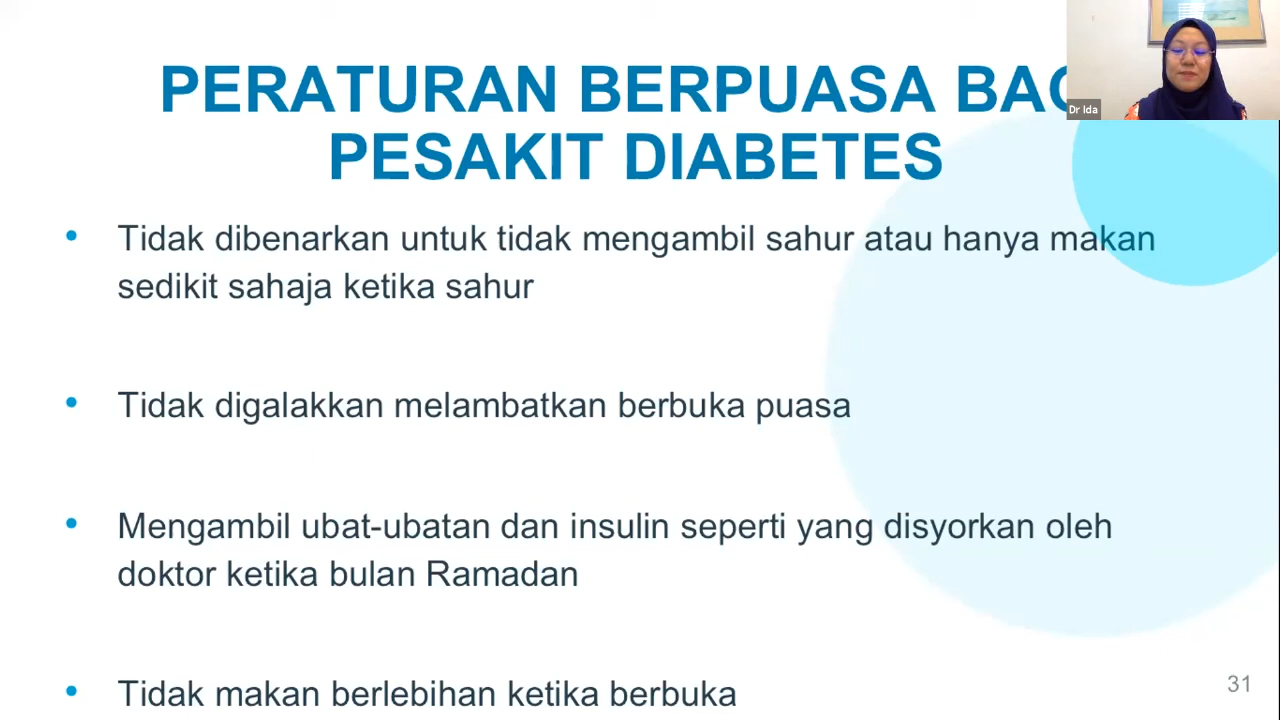 PERATURAN BERPUASA
PESAKIT DIABETES
Dr Ida
• Tidak dibenarkan untuk tidak mengambil sahur atau hanya makan
sedikit sahaja ketika sahur
• Tidak digalakkan melambatkan berbuka puasa
• Mengambil ubat-ubatan dan insulin seperti yang disyorkan oleh
doktor ketika bulan Ramadan
• Tidak makan berlebihan ketika berbuka
31